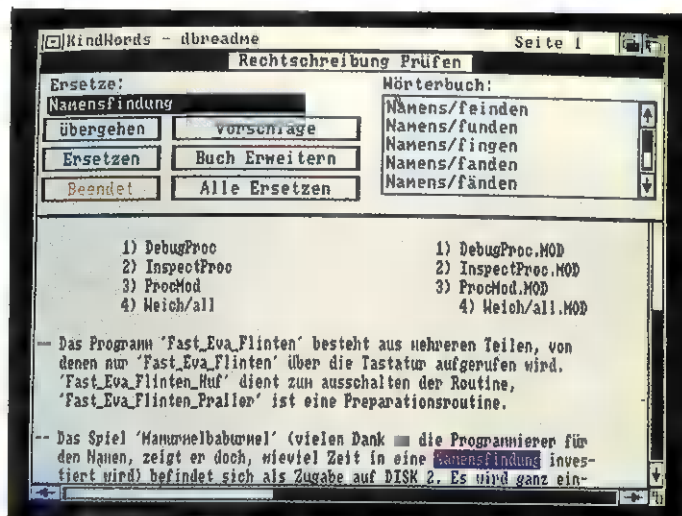 KindWords - dbreadme Seite 1
Rechtschreibung Prüfen
Ersetze:
Namensfindung
übergehen Vorschläge
Ersetzen Buch Erweitern
Beendet Alle Ersetzen
Wörterbuch:
Namens/feinden
Namens/funden
Namens/fingen
Namens/fanden
Namens/fänden
1) DebugProc 1) DebugProc.MOD
2) InspectProc 2) InspectProc.MOD
3) ProcMod 3) ProcMod.MOD
4) Weich/all 4) Weich/all.MOD
-- Das Programm 'Fast_Eva_Flinten' besteht aus mehreren Teilen, von
denen nur 'Fast_Eva_Flinten' über die Tastatur aufgerufen wird.
'Fast_Eva_Flinten_Huf' dient zum ausschalten der Routine,
'Fast_Eva_Flinten_Praller' ist eine Preparationsroutine.
-- Das Spiel 'Mamurmelbaburmel' (vielen Dank die Programmierer für
den Namen, zeigt er doch, wieviel Zeit in eine Namensfindung inves-
tiert wird) befindet sich als Zugabe auf DISK 2. Es wird ganz ein-